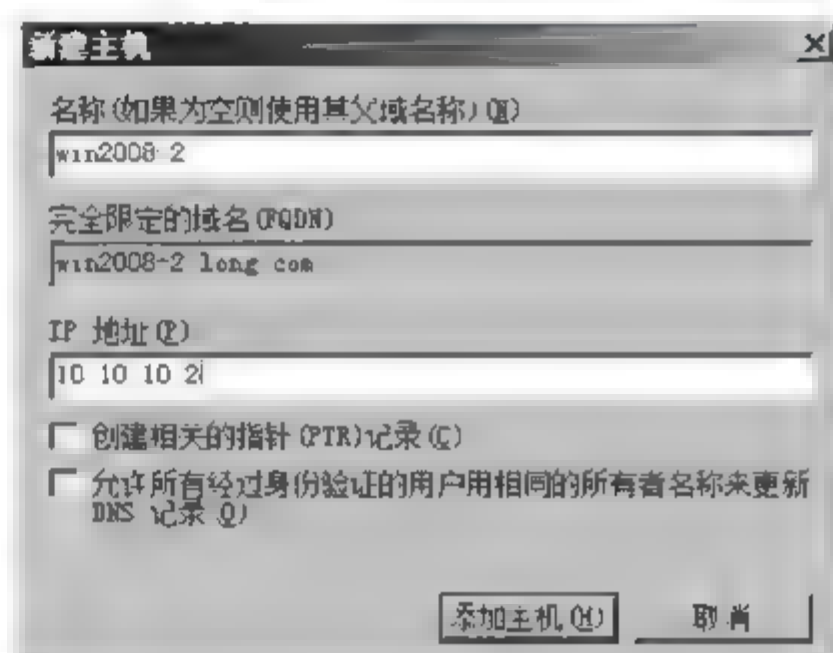 新建主机
名称(如果为空则使用其父域名称)(N)
win2008-2
完全限定的域名(FQDN)
win2008-2 long com
IP 地址(P)
10 10 10 2
创建相关的指针(PTR)记录(C)
允许所有经过身份验证的用户用相同的所有者名称来更新
DNS 记录(O)
添加主机(H)
取消